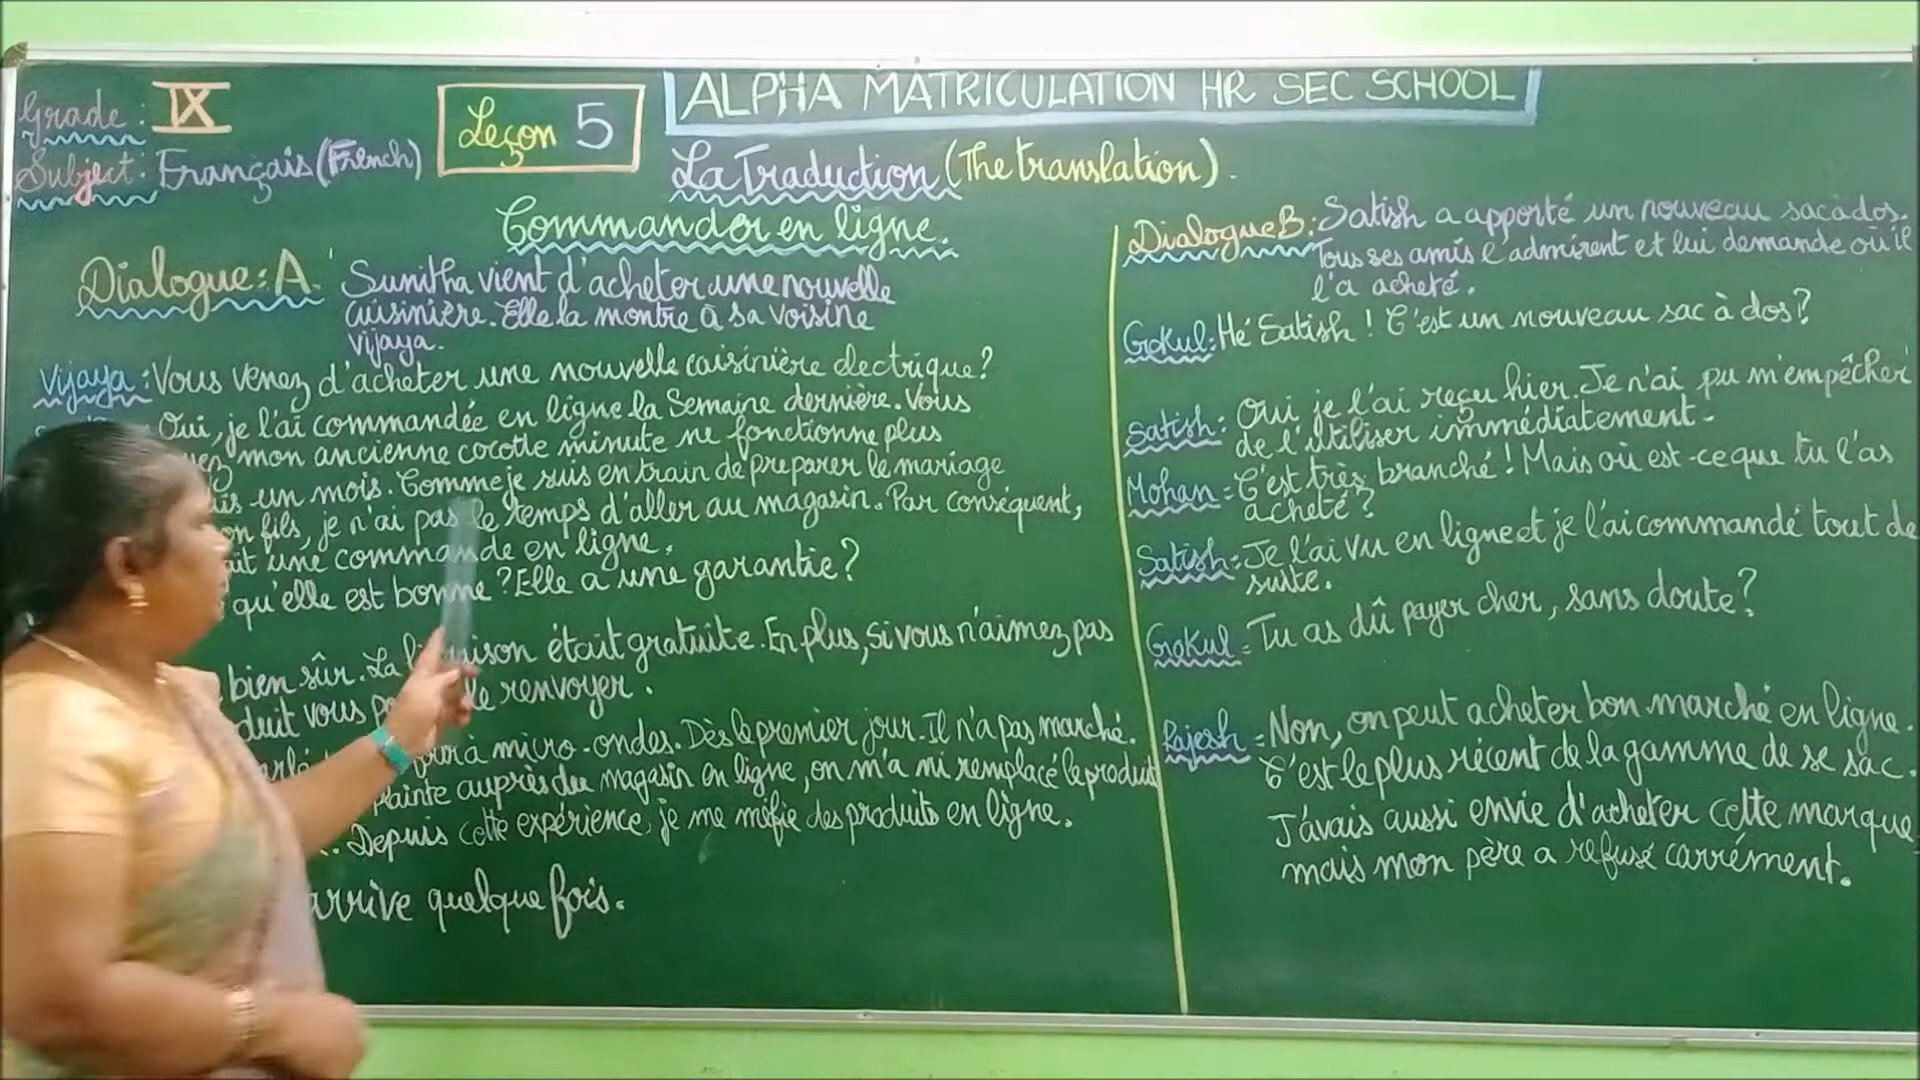 Grade: IX
Subject: Français (French)
Leçon 5
ALPHA MATRICULATION HR SEC SCHOOL
La Traduction (The translation).
Commander en ligne.
Dialogue: A. Sunitha vient d'acheter une nouvelle
cuisinière. Elle la montre à sa voisine
vijaya.
Vijaya: Vous venez d'acheter une nouvelle caisinière electrique?
Oui, je l'ai commandée en ligne la Semaine dernière. Vous
mon ancienne cocotte minute ne fonctionne plus
un mois. Comme je suis en train de preparer le mariage
fils, je n'ai pas le temps d'aller au magasin. Par conséquent,
une commande en ligne.
qu'elle est bonne? Elle a une garantie?
bien sûr. La étaít gratuite. En plus, si vous n'aimez pas
vous le renvoyer.
à micro-ondes. Dès le premier jour. Il n'a pas marché.
auprès du magasin en ligne, on m'a ni remplacé le produit
Depuis cette expérience, je me méfie des produits en ligne.
arrive quelque fois.
Dialogue B: Satish a apporté un nouveau sac à dos.
Tous ses amis l'admirent et lui demande où il
l'a acheté.
Gokul: Hé Satish! C'est un nouveau sac à dos?
Satish: Oui je l'ai reçu hier. Je n'ai pu m'empêcher
de l'utiliser immédiatement.
Mohan: C'est très branché! Mais où est-ce que tu l'as
acheté?
Satish: Je l'ai vu en ligne et je l'ai commandé tout de
suite.
Gokul: Tu as dû payer cher, sans doute?
Rajesh: Non, on peut acheter bon marché en ligne.
C'est le plus récent de la gamme de se sac.
J'avais aussi envie d'acheter cette marque
mais mon père a refusé carrément.